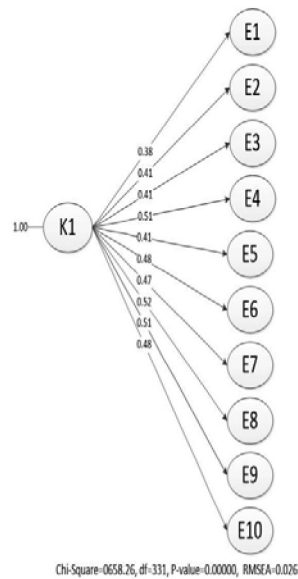 E1
E2
0.38
E3
0.41
0.41
E4
0.51
1.00
K1
0.41
E5
0.48
E6
0.47
0.52
E7
0.51
0.48
E8
E9
E10
Chi-Square=0658.26, df=331, P-value=0.00000, RMSEA=0.026